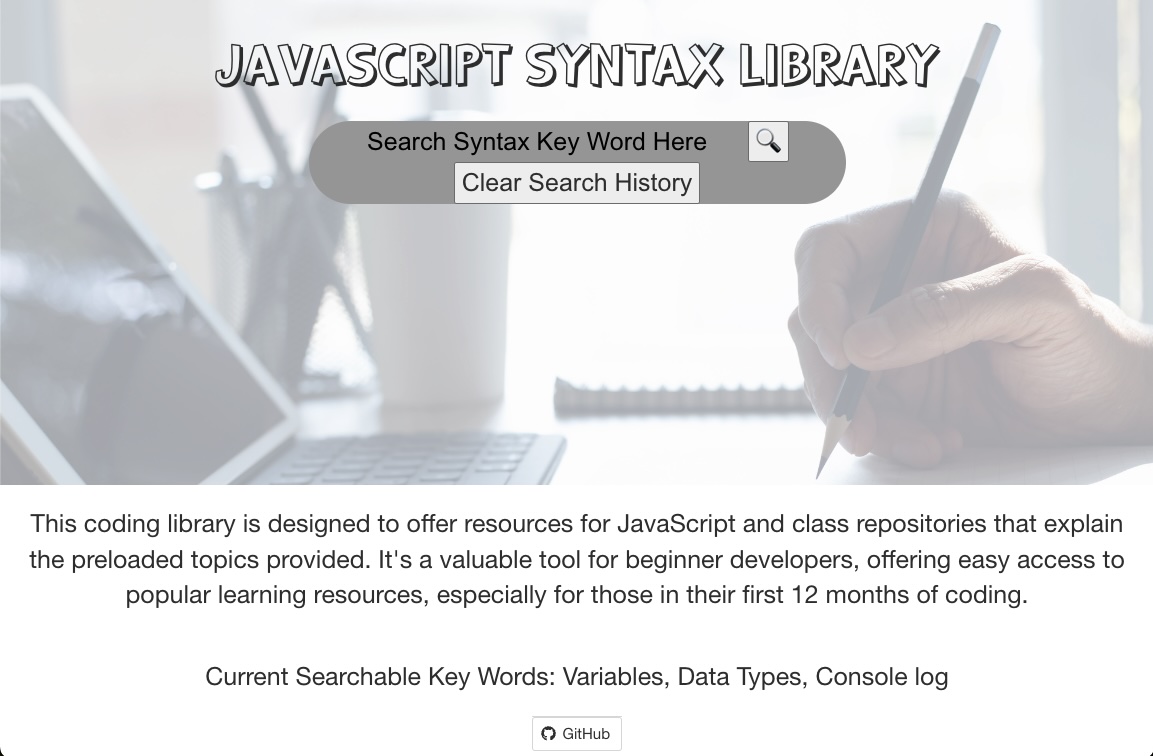 JAVASCRIPT SYNTAX LIBRARY
Search Syntax Key Word Here
Clear Search History
This coding library is designed to offer resources for JavaScript and class repositories that explain
the preloaded topics provided. It's a valuable tool for beginner developers, offering easy access to
popular learning resources, especially for those in their first 12 months of coding.
Current Searchable Key Words: Variables, Data Types, Console log
GitHub